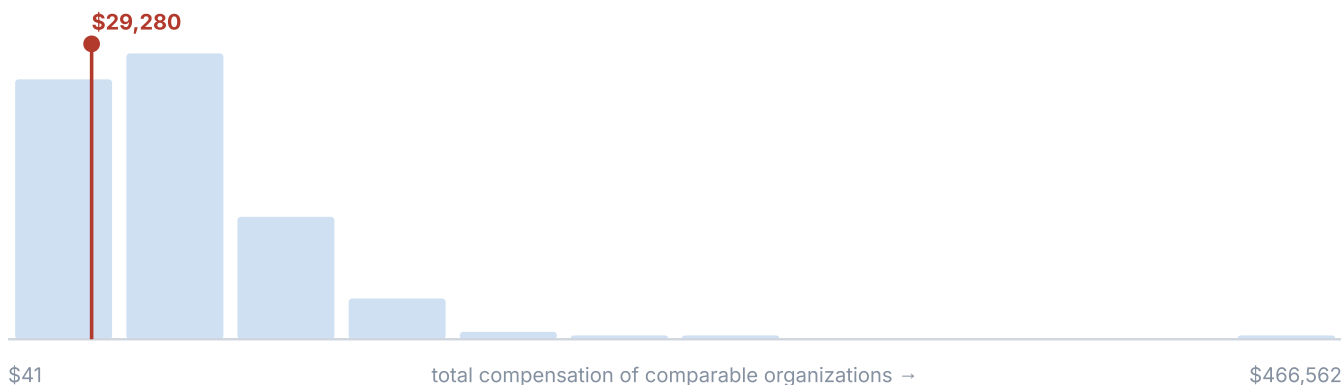 $29,280
$41
total compensation of comparable organizations →
$466,562